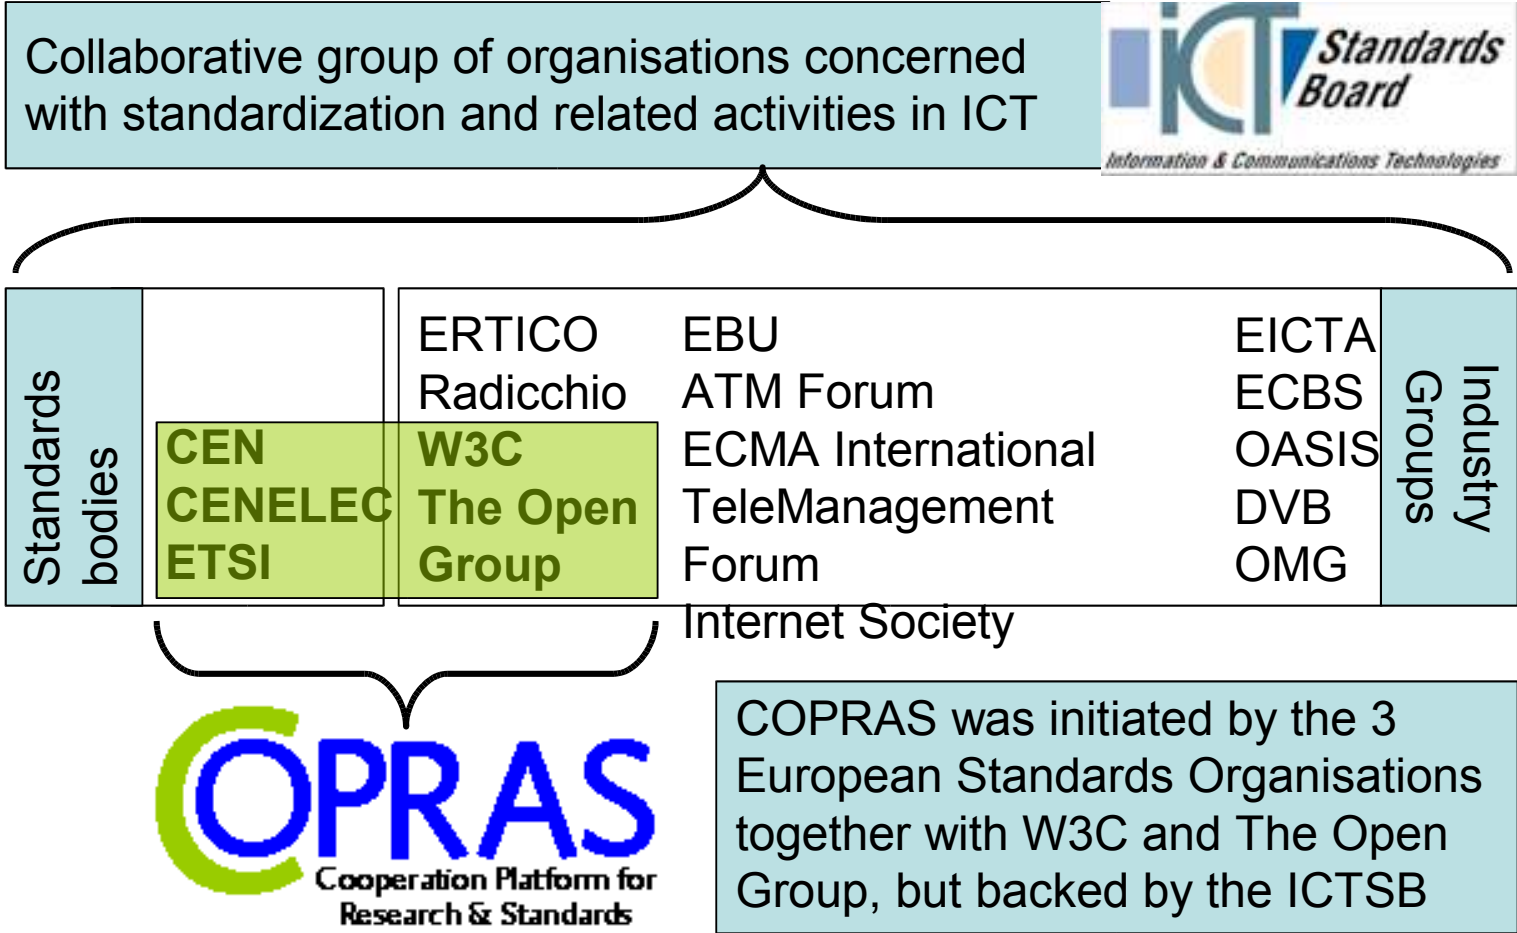 Collaborative group of organisations concerned
with standardization and related activities in ICT
iCT Standards
Board
Information & Communications Technologies
Standards
bodies
CEN
CENELEC
ETSI
ERTICO
Radicchio
W3C
The Open
Group
EBU
ATM Forum
ECMA International
TeleManagement
Forum
Internet Society
EICTA
ECBS
OASIS
DVB
OMG
Industry
Groups
COPRAS
Cooperation Platform for
Research & Standards
COPRAS was initiated by the 3
European Standards Organisations
together with W3C and The Open
Group, but backed by the ICTSB